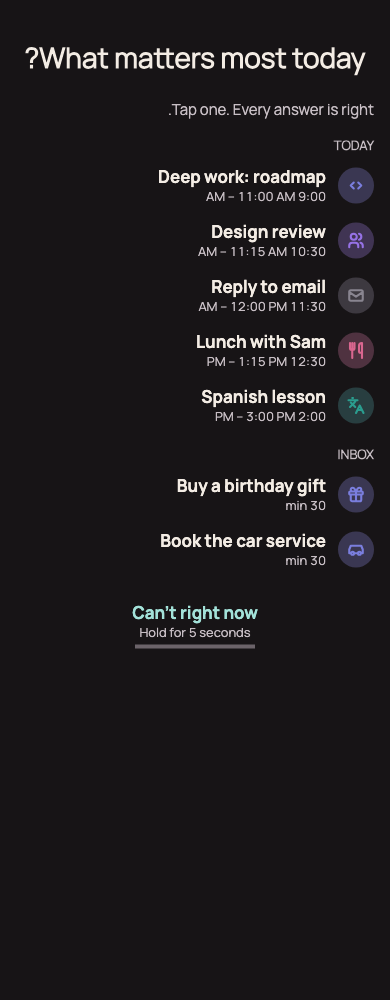 ?What matters most today
.Tap one. Every answer is right
TODAY
Deep work: roadmap
AM – 11:00 AM 9:00
Design review
AM – 11:15 AM 10:30
Reply to email
AM – 12:00 PM 11:30
Lunch with Sam
PM – 1:15 PM 12:30
Spanish lesson
PM – 3:00 PM 2:00
INBOX
Buy a birthday gift
min 30
Book the car service
min 30
Can't right now
Hold for 5 seconds